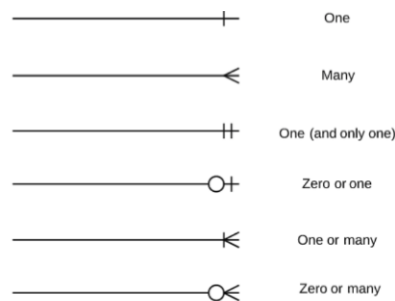 One
Many
One (and only one)
Zero or one
One or many
Zero or many